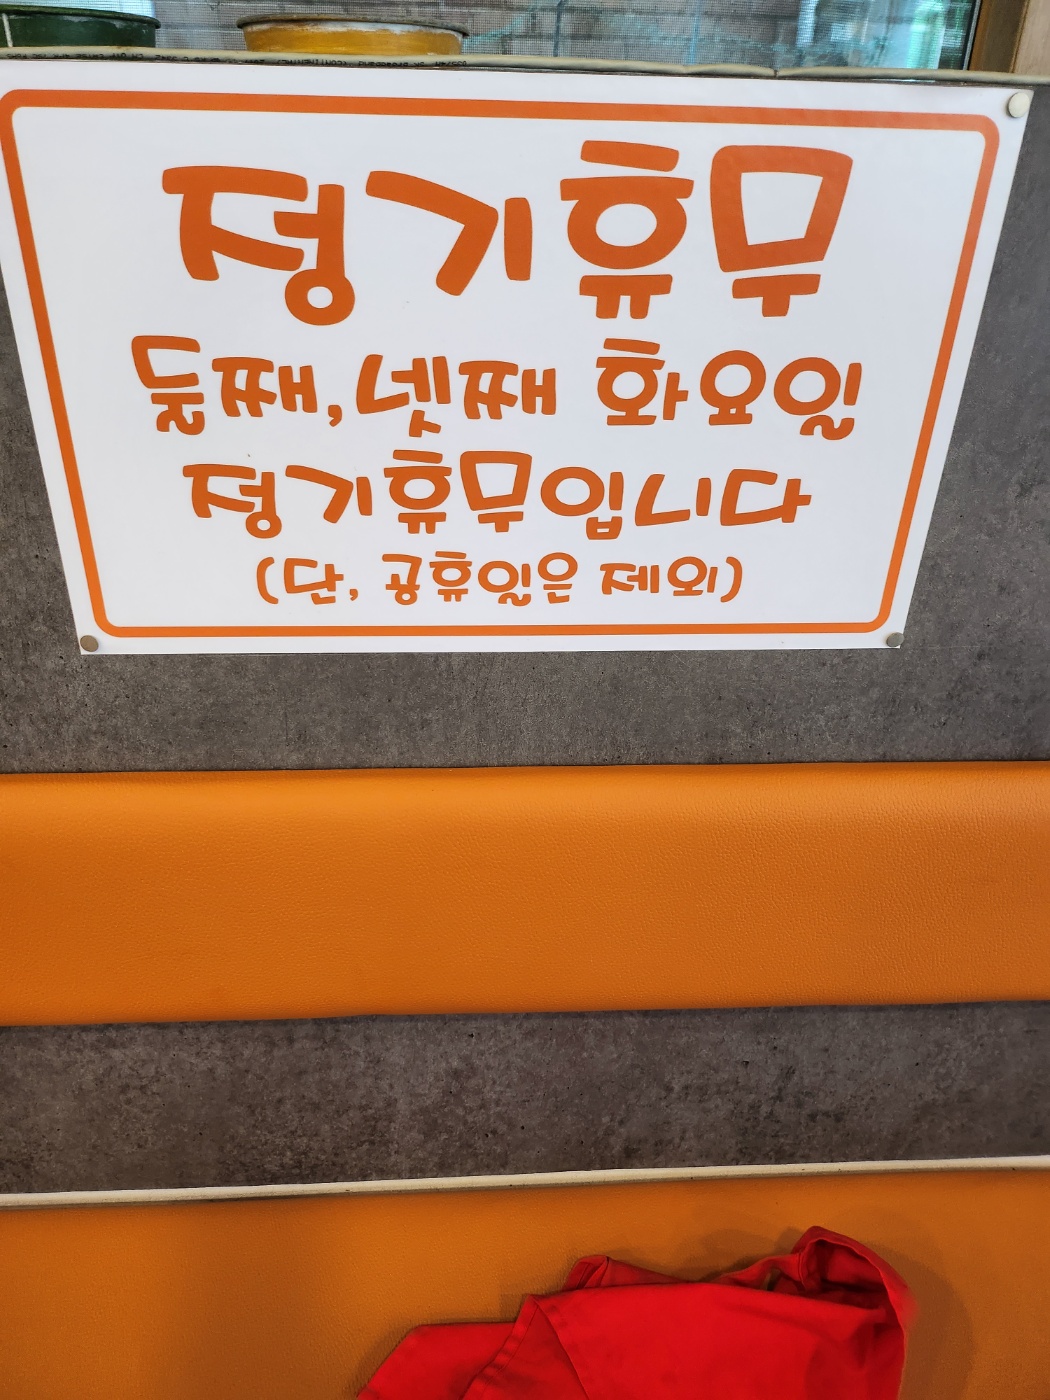 정기휴무
둘째,넷째 화요일
정기휴무입니다
(단, 공휴일은 제외)